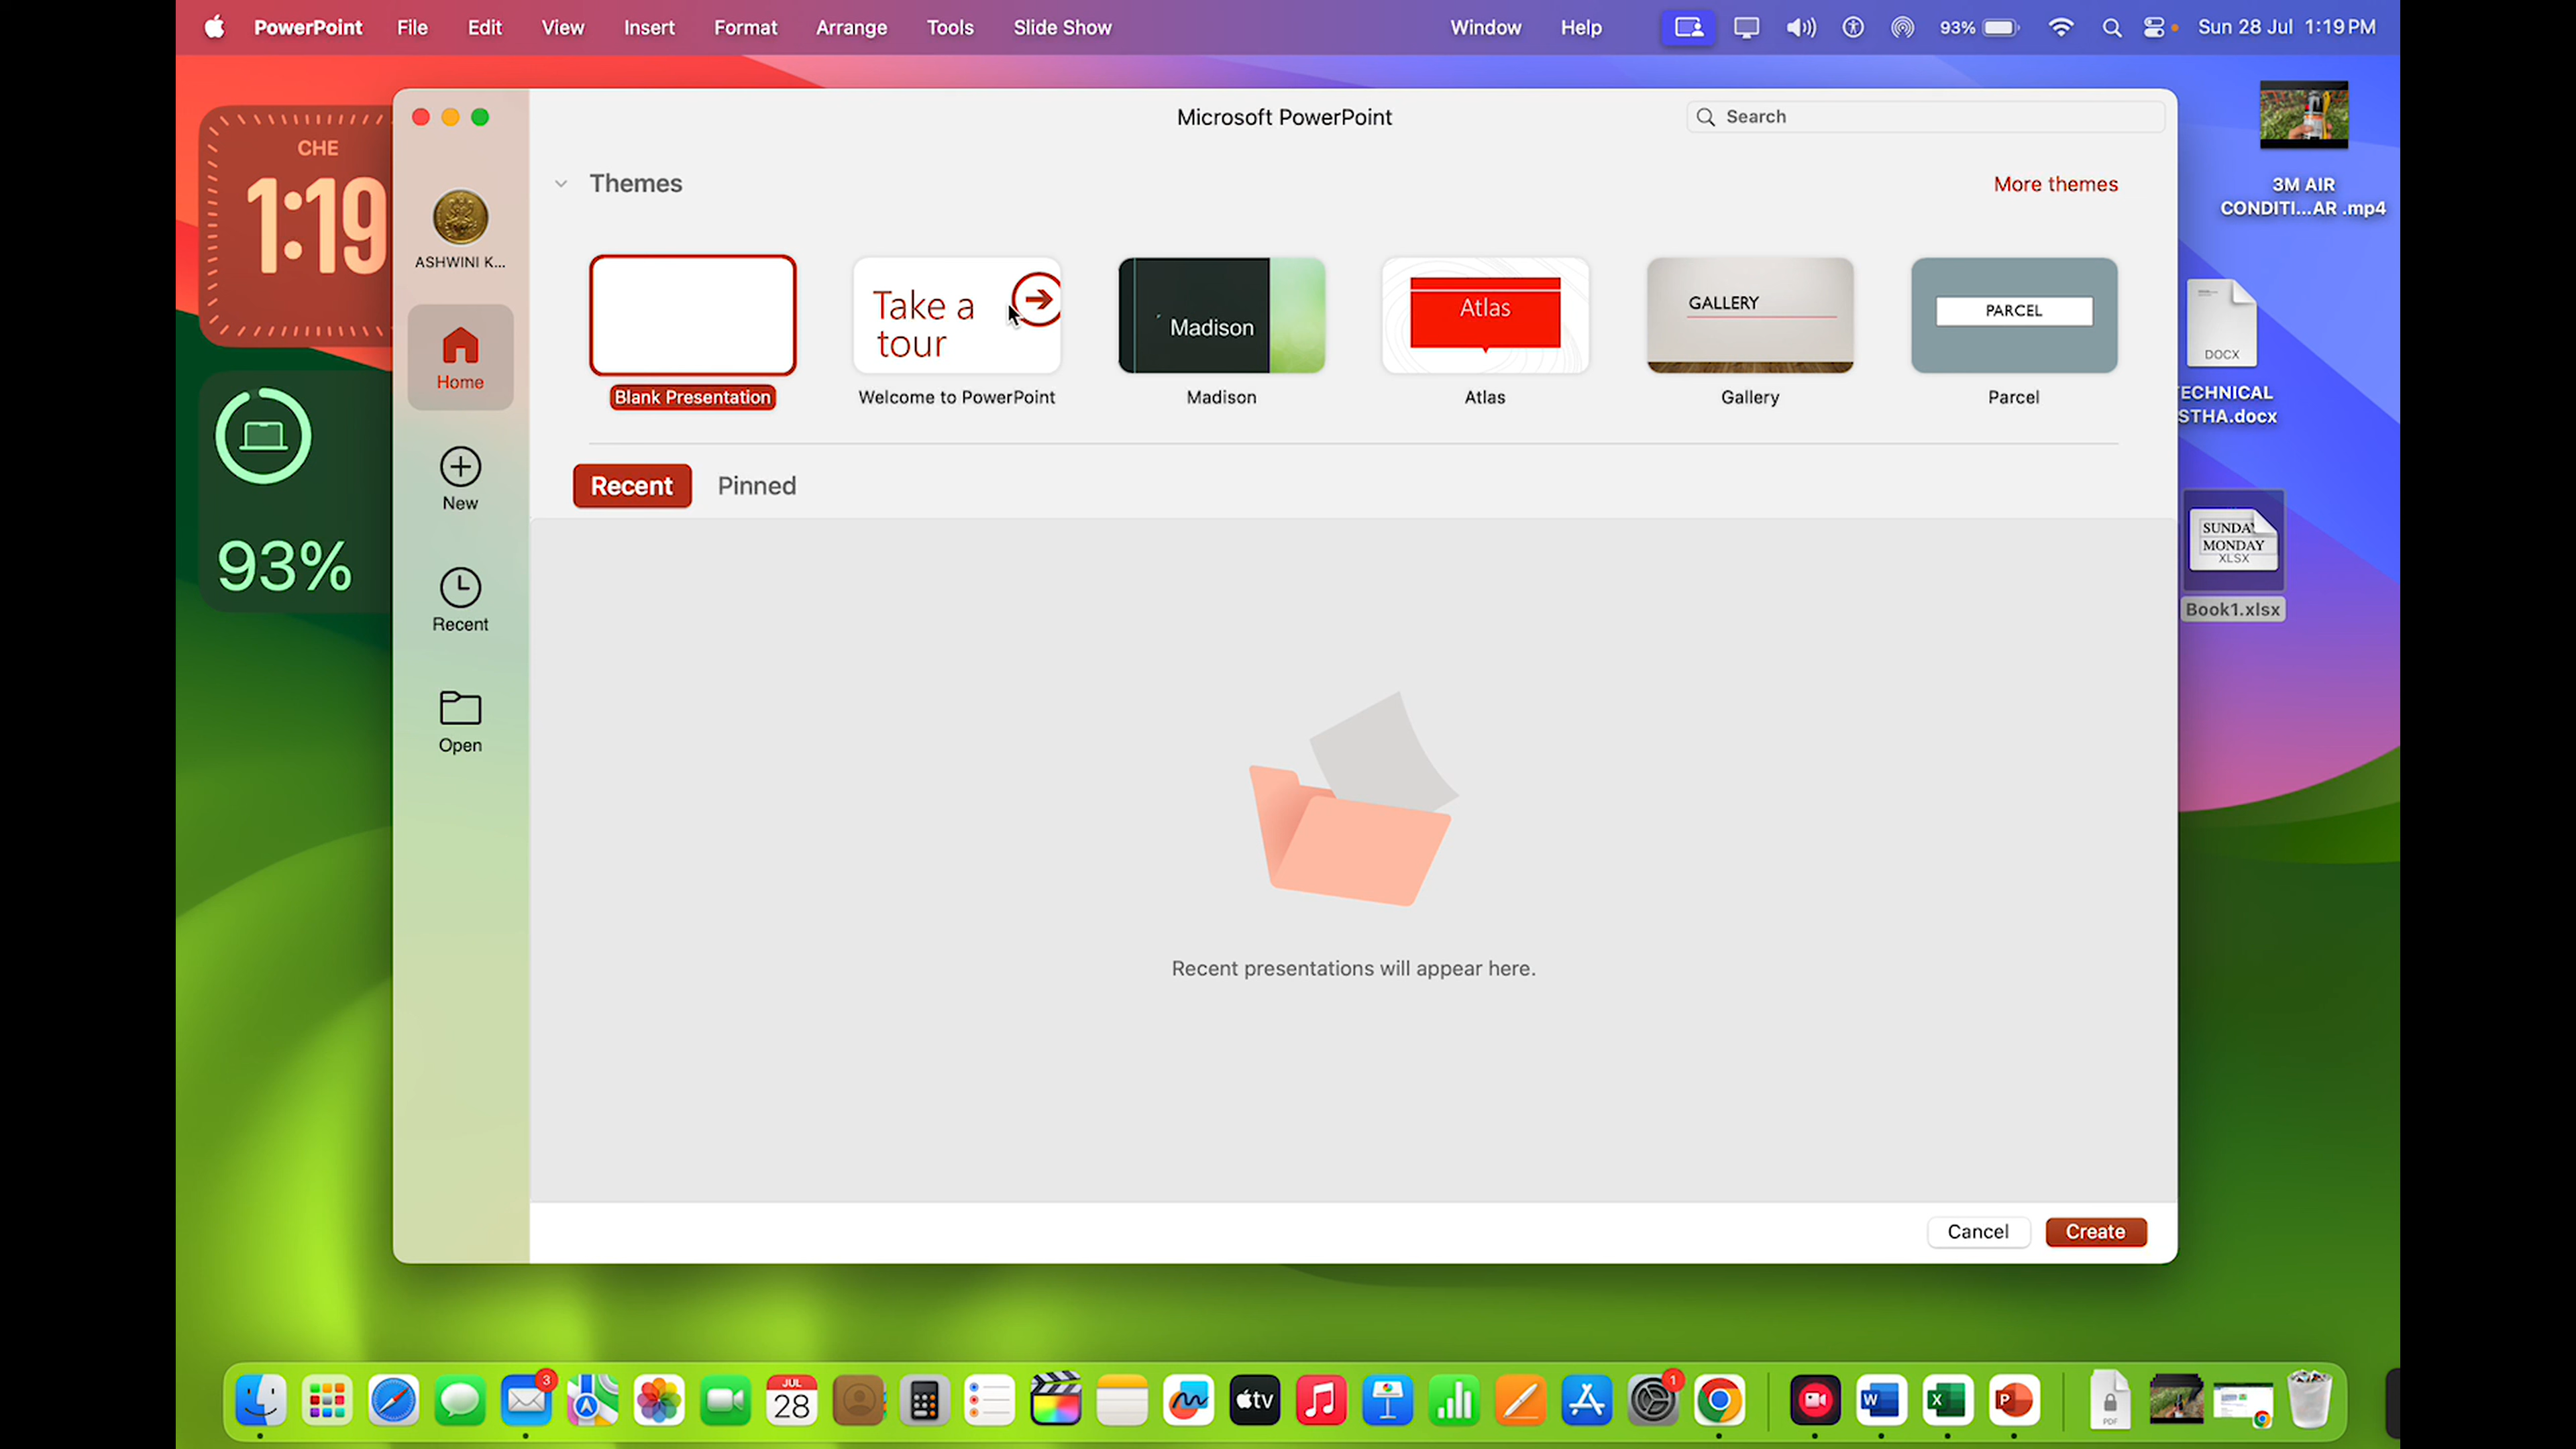 PowerPoint File Edit View Insert Format Arrange Tools Slide Show Window Help 93% Sun 28 Jul 1:19 PM
CHE
1:19
93%
ASHWINI K...
Home
New
Recent
Open
Microsoft PowerPoint
Search
Themes
More themes
Take a
tour
Madison
Atlas
GALLERY
PARCEL
Blank Presentation
Welcome to PowerPoint
Madison
Atlas
Gallery
Parcel
Recent Pinned
Recent presentations will appear here.
Cancel Create
3M AIR
CONDITI...AR .mp4
DOCX
ECHNICAL
STHA.docx
SUNDAY
MONDAY
XLSX
Book1.xlsx
3
JUL
28
tv
1
W
X
P
PDF